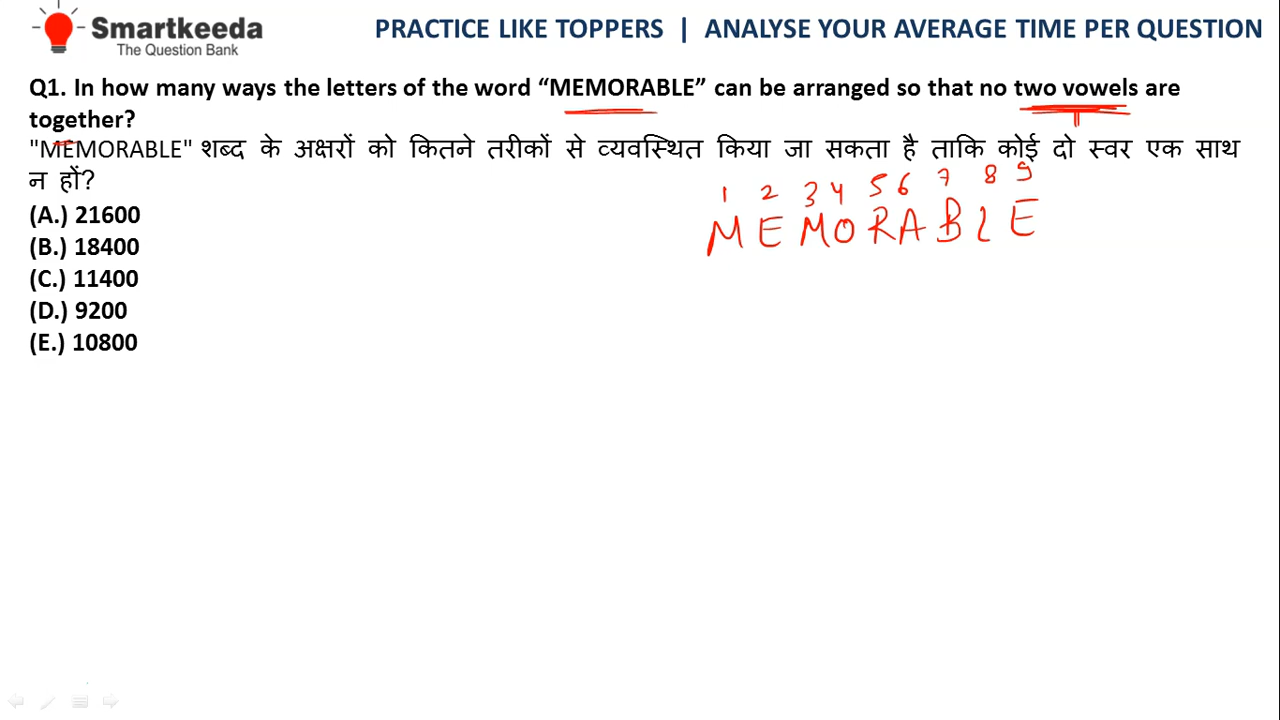 Smartkeeda
The Question Bank
PRACTICE LIKE TOPPERS | ANALYSE YOUR AVERAGE TIME PER QUESTION
Q1. In how many ways the letters of the word “MEMORABLE” can be arranged so that no two vowels are
together?
"MEMORABLE" शब्द के अक्षरों को कितने तरीकों से व्यवस्थित किया जा सकता है ताकि कोई दो स्वर एक साथ
न हों?
1 2 3 4 5 6 7 8 9
M E M O R A B L E
(A.) 21600
(B.) 18400
(C.) 11400
(D.) 9200
(E.) 10800